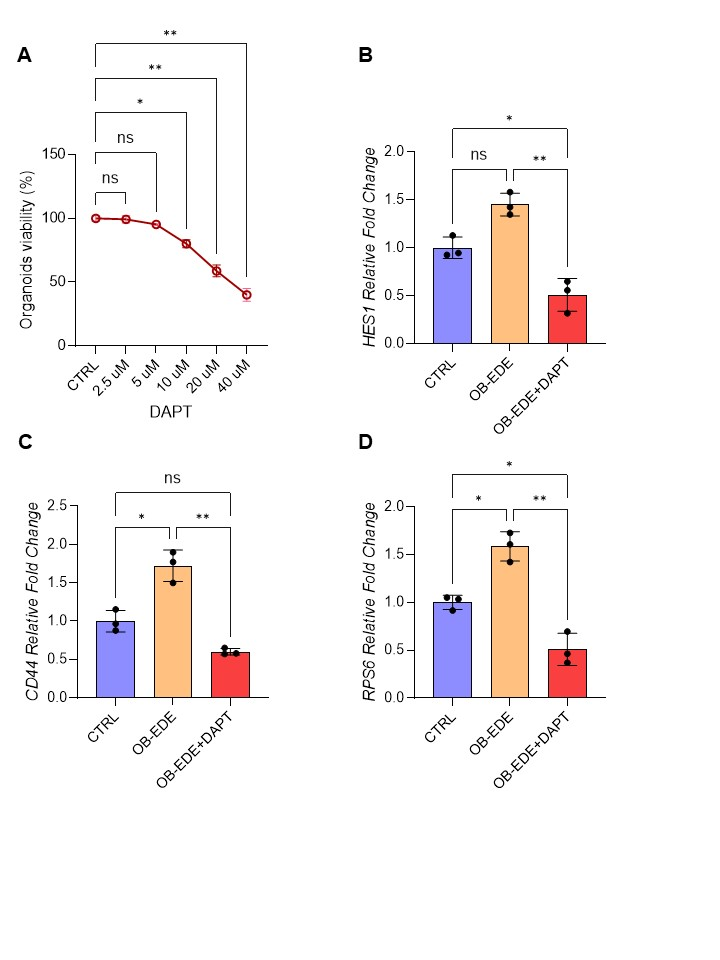 A
**
**
*
ns
ns
Organoids viability (%)
150
100
50
0
CTRL
2.5 uM
5 uM
10 uM
20 uM
40 uM
DAPT
B
*
ns
**
HES1 Relative Fold Change
2.0
1.5
1.0
0.5
0.0
CTRL
OB-EDE
OB-EDE+DAPT
C
ns
*
**
CD44 Relative Fold Change
2.5
2.0
1.5
1.0
0.5
0.0
CTRL
OB-EDE
OB-EDE+DAPT
D
*
*
**
RPS6 Relative Fold Change
2.0
1.5
1.0
0.5
0.0
CTRL
OB-EDE
OB-EDE+DAPT